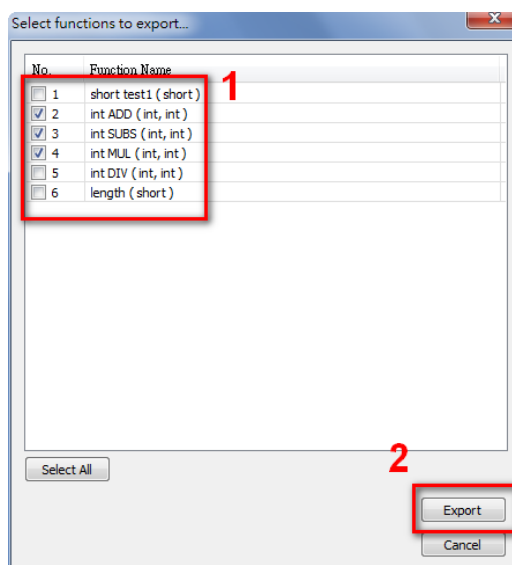 Select functions to export...
No. Function Name
1
1 short test1 ( short )
2 int ADD ( int, int )
3 int SUBS ( int, int )
4 int MUL ( int, int )
5 int DIV ( int, int )
6 length ( short )
Select All
2
Export
Cancel